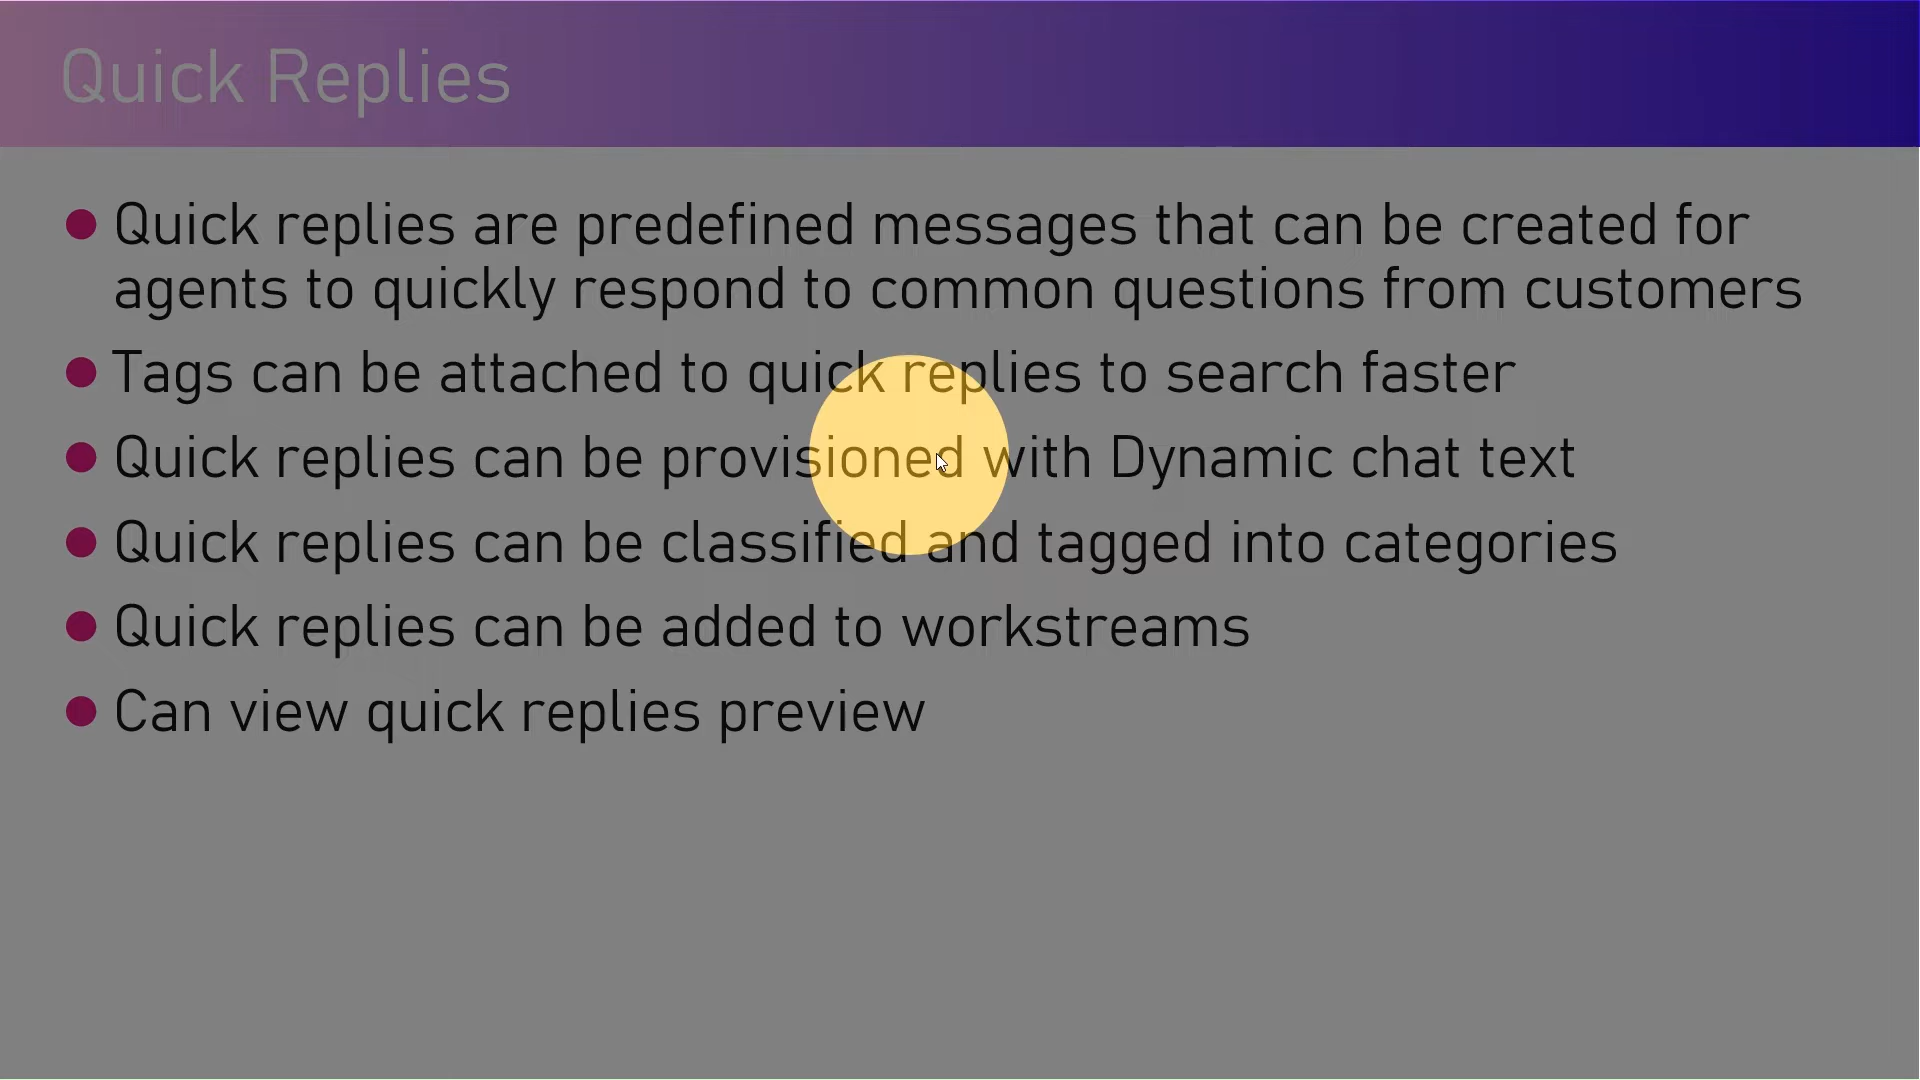 Quick Replies
Quick replies are predefined messages that can be created for
agents to quickly respond to common questions from customers
Tags can be attached to quick replies to search faster
Quick replies can be provisioned with Dynamic chat text
Quick replies can be classified and tagged into categories
Quick replies can be added to workstreams
Can view quick replies preview